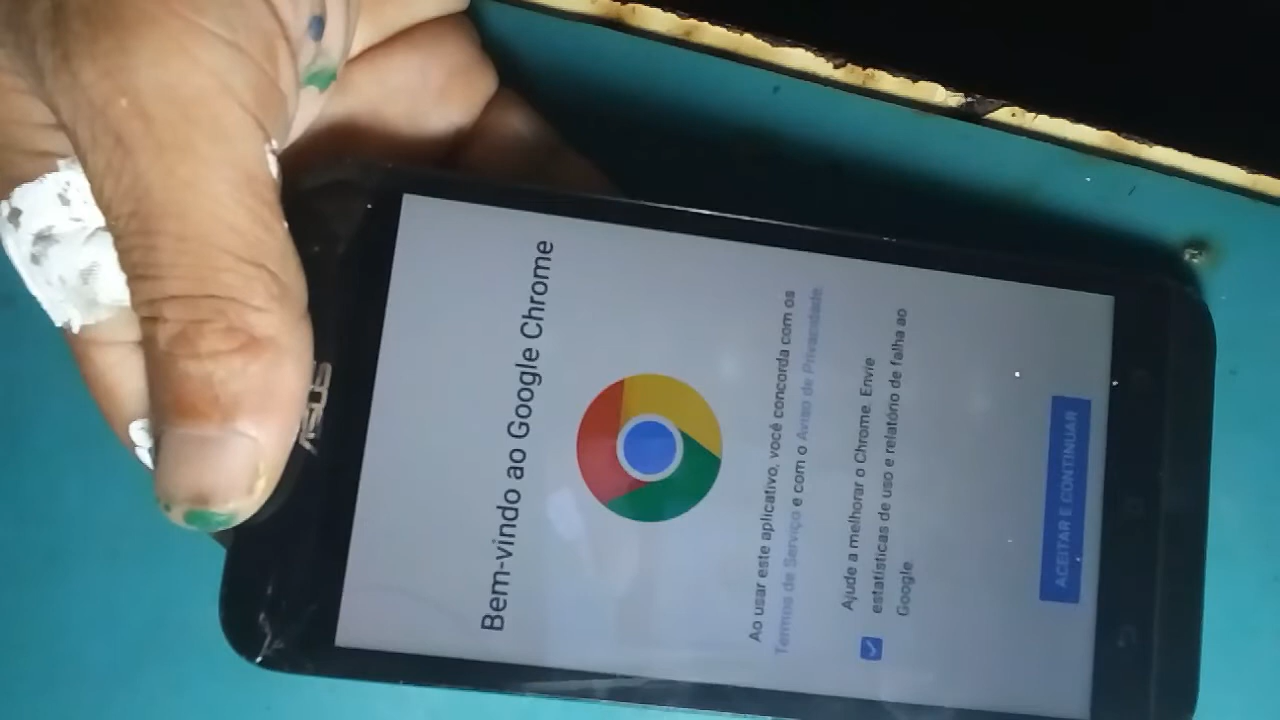 ASUS
Bem-vindo ao Google Chrome
Ao usar este aplicativo, você concorda com os
Termos de Serviço e com o Aviso de Privacidade
Ajude a melhorar o Chrome. Envie
estatísticas de uso e relatório de falha ao
Google
ACEITAR E CONTINUAR